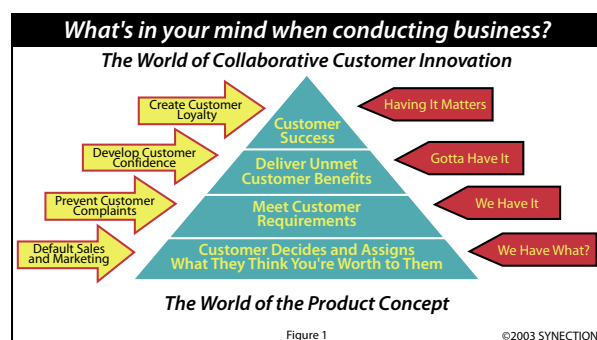 What's in your mind when conducting business?
The World of Collaborative Customer Innovation
Create Customer
Loyalty
Having It Matters
Customer
Success
Develop Customer
Confidence
Gotta Have It
Deliver Unmet
Customer Benefits
Prevent Customer
Complaints
We Have It
Meet Customer
Requirements
Default Sales
and Marketing
We Have What?
Customer Decides and Assigns
What They Think You're Worth to Them
The World of the Product Concept
Figure 1
©2003 SYNECTION